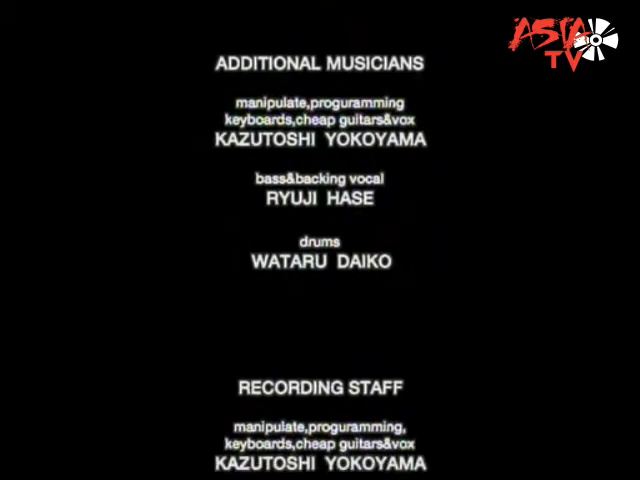 ASIA
TV
ADDITIONAL MUSICIANS
manipulate,proguramming
keyboards,cheap guitars&vox
KAZUTOSHI YOKOYAMA
bass&backing vocal
RYUJI HASE
drums
WATARU DAIKO
RECORDING STAFF
manipulate,proguramming,
keyboards,cheap guitars&vox
KAZUTOSHI YOKOYAMA